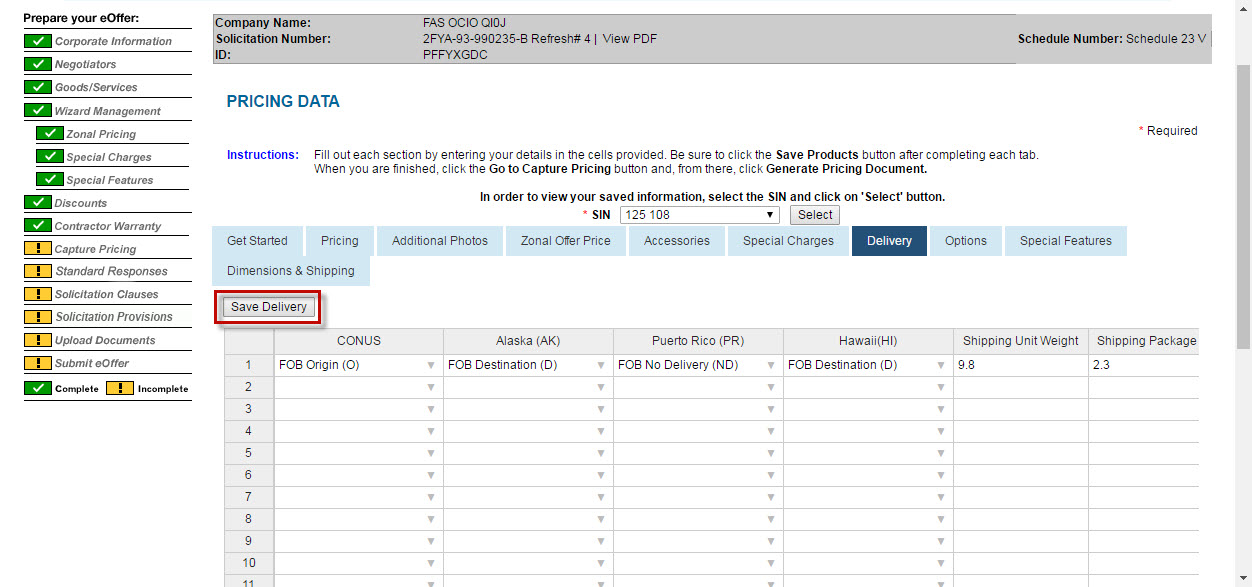 Prepare your eOffer:
Corporate Information
Negotiators
Goods/Services
Wizard Management
Zonal Pricing
Special Charges
Special Features
Discounts
Contractor Warranty
Capture Pricing
Standard Responses
Solicitation Clauses
Solicitation Provisions
Upload Documents
Submit eOffer
Complete ! Incomplete
Company Name: FAS OCIO QI0J
Solicitation Number: 2FYA-93-990235-B Refresh# 4 | View PDF
Schedule Number: Schedule 23 V
ID: PFFYXGDC
PRICING DATA
* Required
Instructions: Fill out each section by entering your details in the cells provided. Be sure to click the Save Products button after completing each tab.
When you are finished, click the Go to Capture Pricing button and, from there, click Generate Pricing Document.
In order to view your saved information, select the SIN and click on 'Select' button.
* SIN 125 108 Select
Get Started Pricing Additional Photos Zonal Offer Price Accessories Special Charges Delivery Options Special Features
Dimensions & Shipping
Save Delivery
CONUS Alaska (AK) Puerto Rico (PR) Hawaii(HI) Shipping Unit Weight Shipping Package
1 FOB Origin (O) FOB Destination (D) FOB No Delivery (ND) FOB Destination (D) 9.8 2.3
2
3
4
5
6
7
8
9
10
11